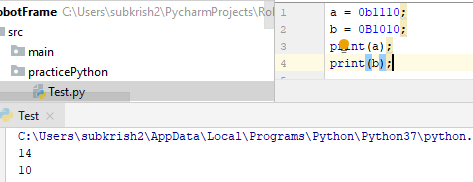 botFrame C:\Users\subkrish2\PycharmProjects\Ro
src
main
practicePython
Test.py
1 a = 0b1110;
2 b = 0B1010;
3 print(a);
4 print(b);
Test
C:\Users\subkrish2\AppData\Local\Programs\Python\Python37\python.
14
10